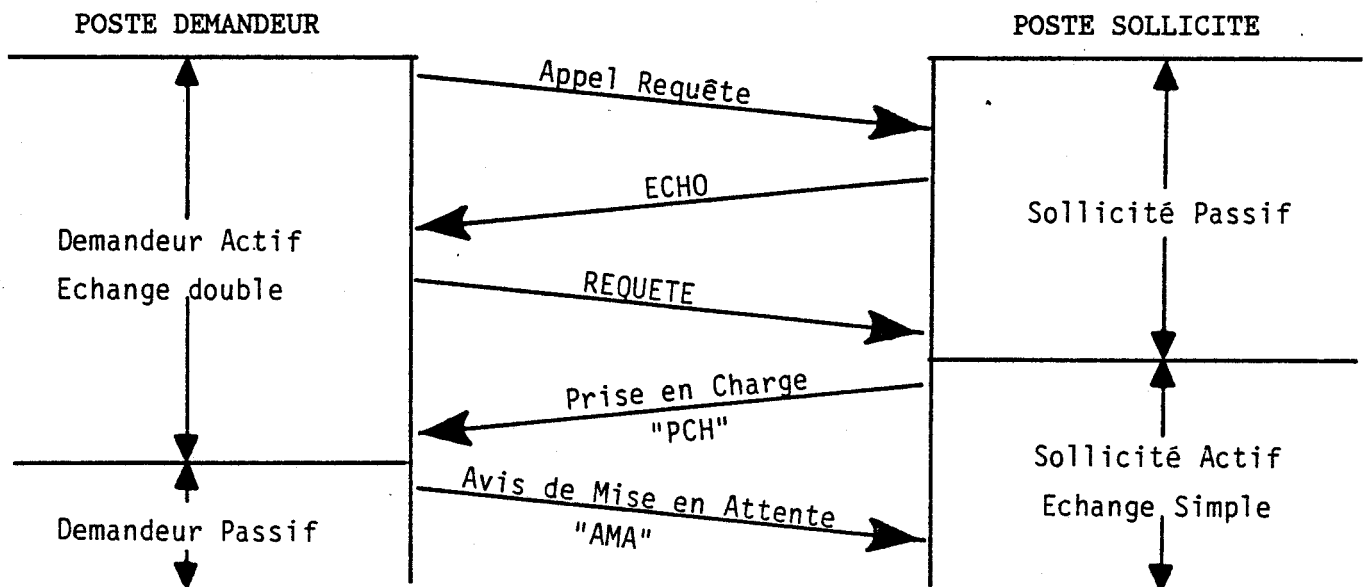 POSTE DEMANDEUR
POSTE SOLLICITE
Appel Requête
ECHO
Sollicité Passif
Demandeur Actif
Echange double
REQUETE
Prise en Charge
"PCH"
Sollicité Actif
Echange Simple
Avis de Mise en Attente
"AMA"
Demandeur Passif